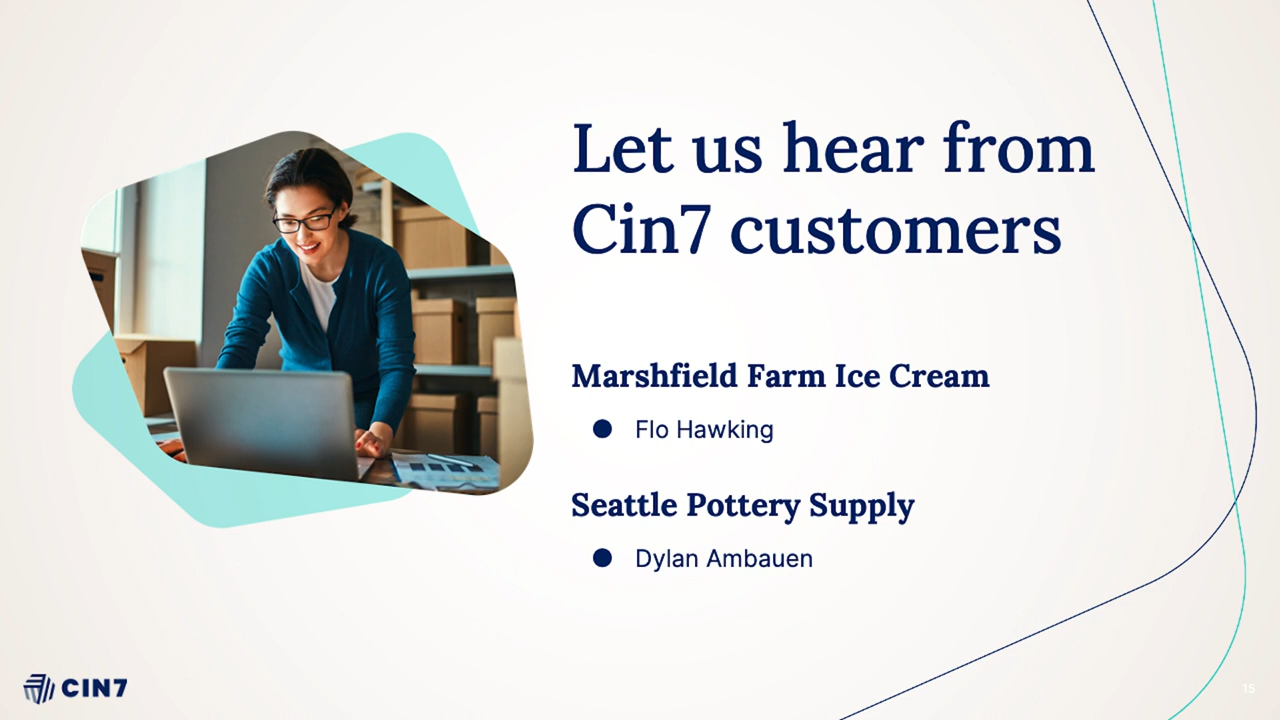 Let us hear from
Cin7 customers
Marshfield Farm Ice Cream
● Flo Hawking
Seattle Pottery Supply
● Dylan Ambauen
CIN7
15